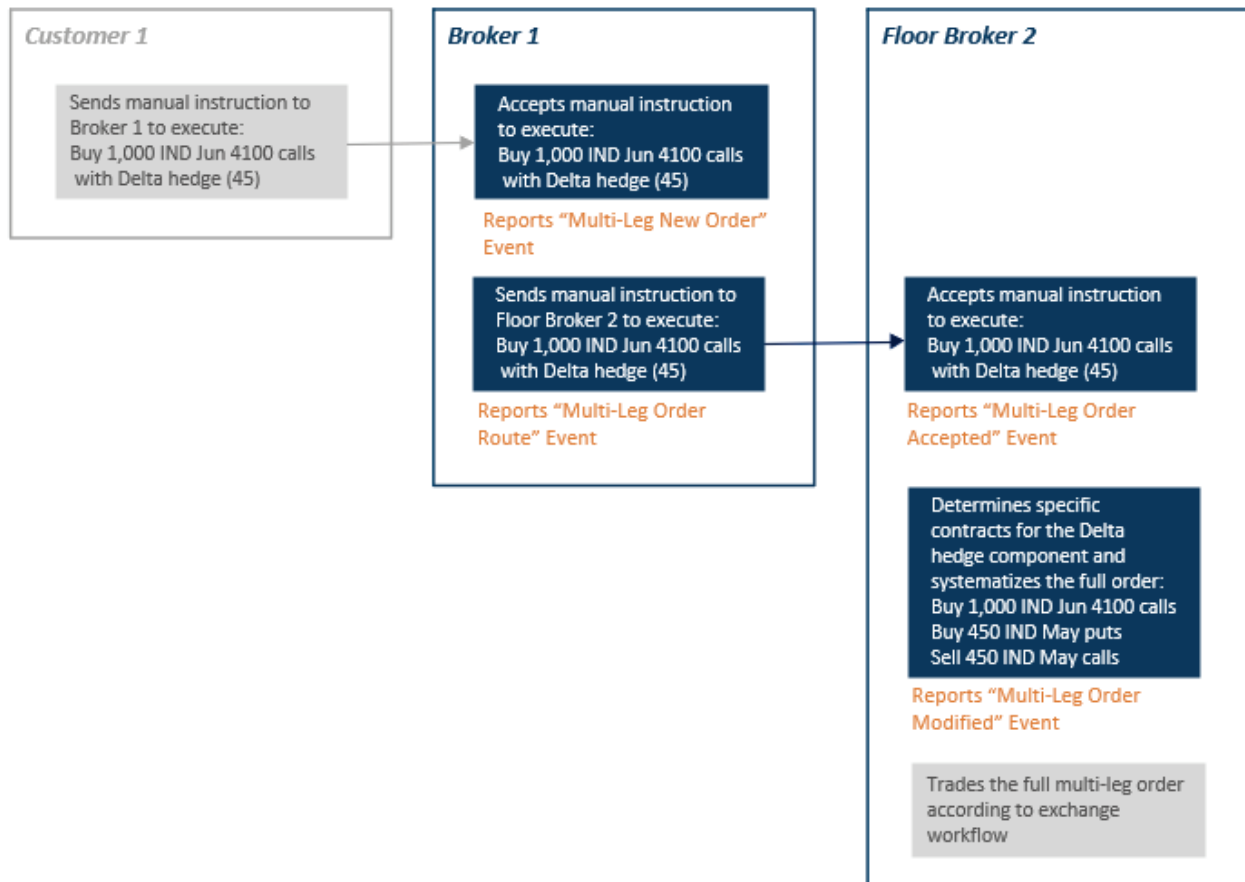 Customer 1
Sends manual instruction to
Broker 1 to execute:
Buy 1,000 IND Jun 4100 calls
with Delta hedge (45)
Broker 1
Accepts manual instruction
to execute:
Buy 1,000 IND Jun 4100 calls
with Delta hedge (45)
Reports “Multi-Leg New Order”
Event
Sends manual instruction to
Floor Broker 2 to execute:
Buy 1,000 IND Jun 4100 calls
with Delta hedge (45)
Reports “Multi-Leg Order
Route” Event
Floor Broker 2
Accepts manual instruction
to execute:
Buy 1,000 IND Jun 4100 calls
with Delta hedge (45)
Reports “Multi-Leg Order
Accepted” Event
Determines specific
contracts for the Delta
hedge component and
systematizes the full order:
Buy 1,000 IND Jun 4100 calls
Buy 450 IND May puts
Sell 450 IND May calls
Reports “Multi-Leg Order
Modified” Event
Trades the full multi-leg order
according to exchange
workflow